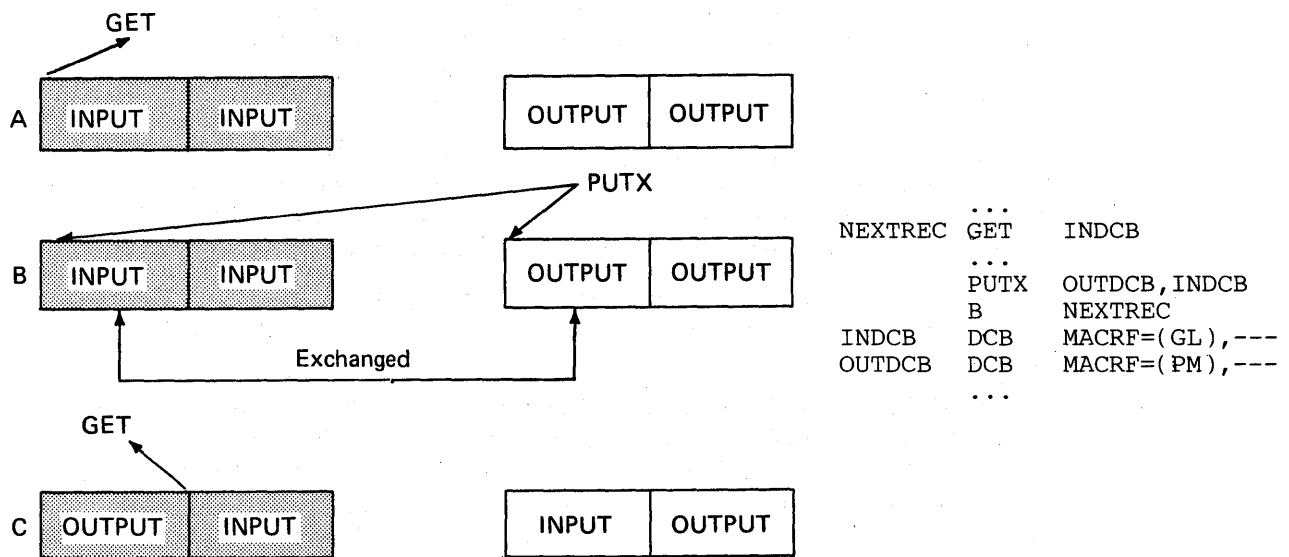 GET
A INPUT INPUT OUTPUT OUTPUT
PUTX
B INPUT INPUT OUTPUT OUTPUT
Exchanged
GET
C OUTPUT INPUT INPUT OUTPUT
...
NEXTREC GET INDCB
...
PUTX OUTDCB,INDCB
B NEXTREC
INDCB DCB MACRF=(GL),---
OUTDCB DCB MACRF=(PM),---
...